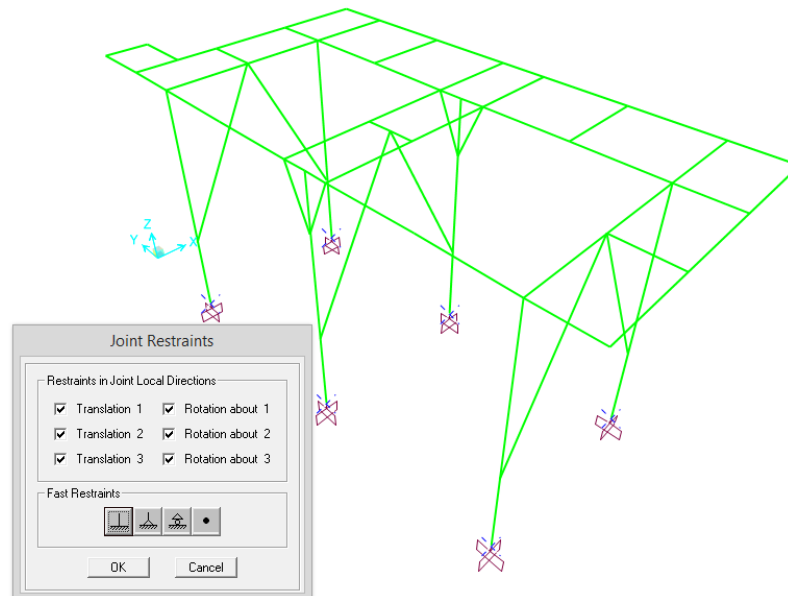 Z
Y
X
Joint Restraints
Restraints in Joint Local Directions
Translation 1 Rotation about 1
Translation 2 Rotation about 2
Translation 3 Rotation about 3
Fast Restraints
OK Cancel